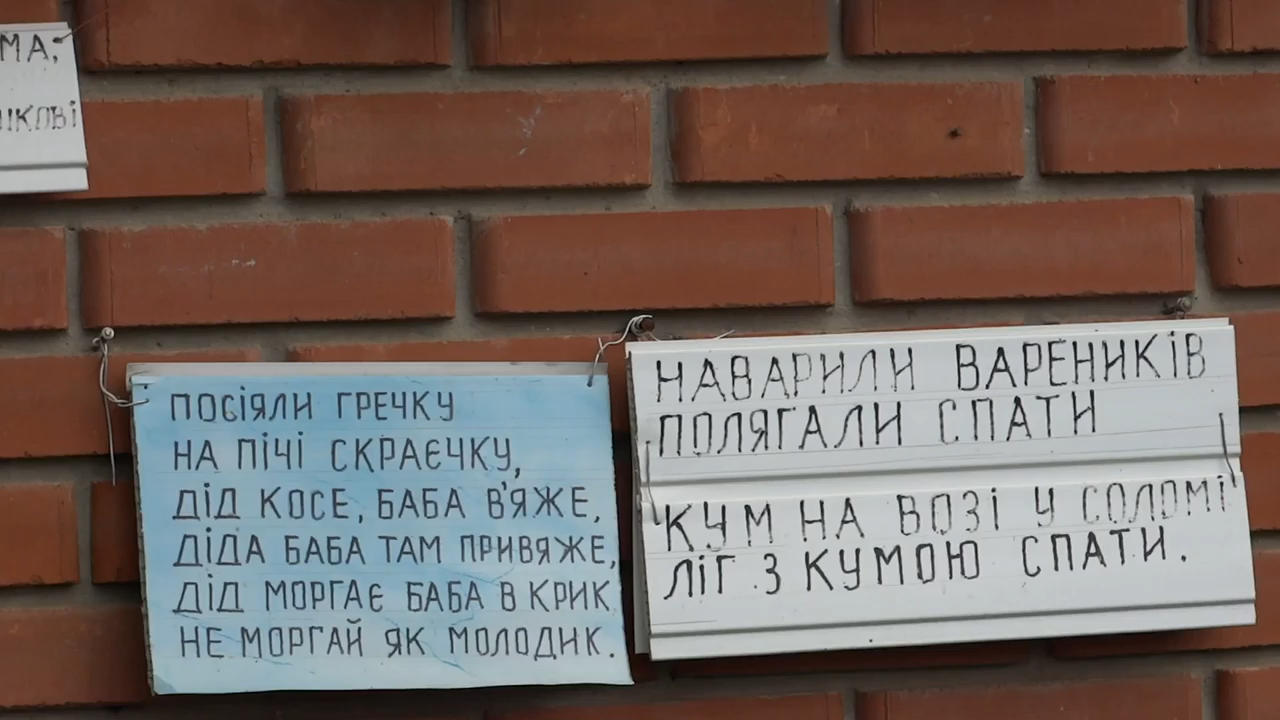 МА,
ПОСІЯЛИ ГРЕЧКУ
НА ПІЧІ СКРАЄЧКУ,
ДІД КОСЕ, БАБА В'ЯЖЕ,
ДІДА БАБА ТАМ ПРИВЯЖЕ,
ДІД МОРГАЄ БАБА В КРИК
НЕ МОРГАЙ ЯК МОЛОДИК.
НАВАРИЛИ ВАРЕНИКІВ
ПОЛЯГАЛИ СПАТИ
КУМ НА ВОЗІ У СОЛОМІ
ЛІГ З КУМОЮ СПАТИ.